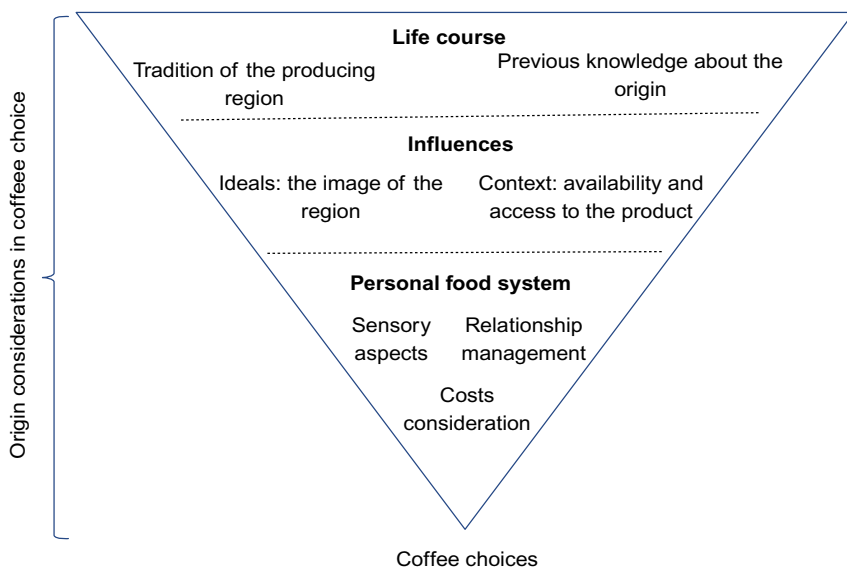 Origin considerations in coffeee choice
Life course
Tradition of the producing
region
Previous knowledge about the
origin
Influences
Ideals: the image of the
region
Context: availability and
access to the product
Personal food system
Sensory
aspects
Relationship
management
Costs
consideration
Coffee choices